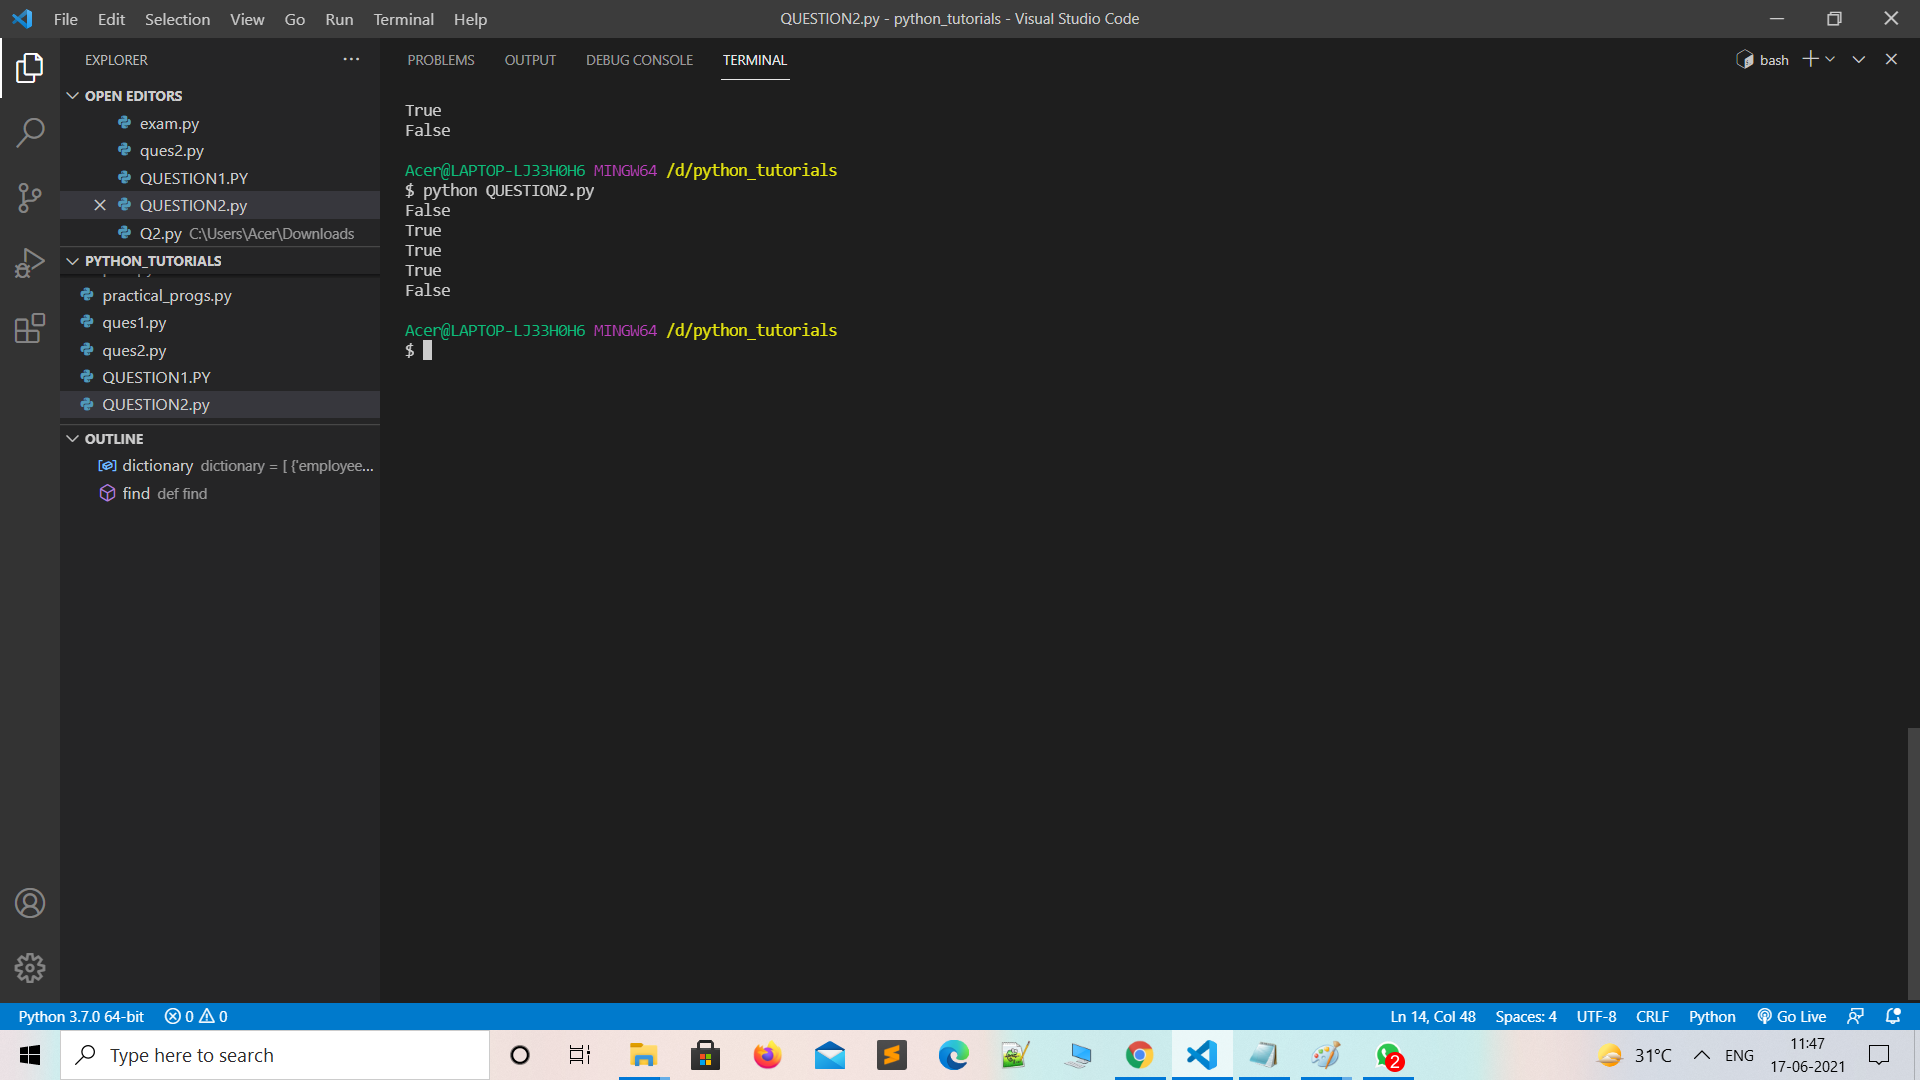 File Edit Selection View Go Run Terminal Help
QUESTION2.py - python_tutorials - Visual Studio Code
EXPLORER
OPEN EDITORS
exam.py
ques2.py
QUESTION1.PY
QUESTION2.py
Q2.py C:\Users\Acer\Downloads
PYTHON_TUTORIALS
practical_progs.py
ques1.py
ques2.py
QUESTION1.PY
QUESTION2.py
OUTLINE
dictionary dictionary = [ {'employee...
find def find
PROBLEMS OUTPUT DEBUG CONSOLE TERMINAL
bash
True
False
Acer@LAPTOP-LJ33H0H6 MINGW64 /d/python_tutorials
$ python QUESTION2.py
False
True
True
True
False
Acer@LAPTOP-LJ33H0H6 MINGW64 /d/python_tutorials
$
Python 3.7.0 64-bit 0 0
Ln 14, Col 48 Spaces: 4 UTF-8 CRLF Python Go Live
Type here to search
2
31°C ENG
11:47
17-06-2021